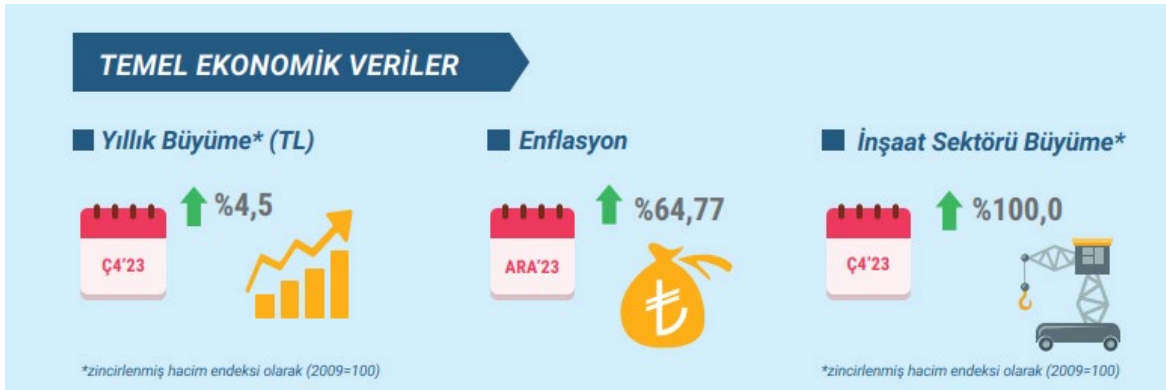 TEMEL EKONOMİK VERİLER
Yıllık Büyüme* (TL)
%4,5
Ç4'23
*zincirlenmiş hacim endeksi olarak (2009=100)
Enflasyon
%64,77
ARA'23
₺
İnşaat Sektörü Büyüme*
%100,0
Ç4'23
*zincirlenmiş hacim endeksi olarak (2009=100)